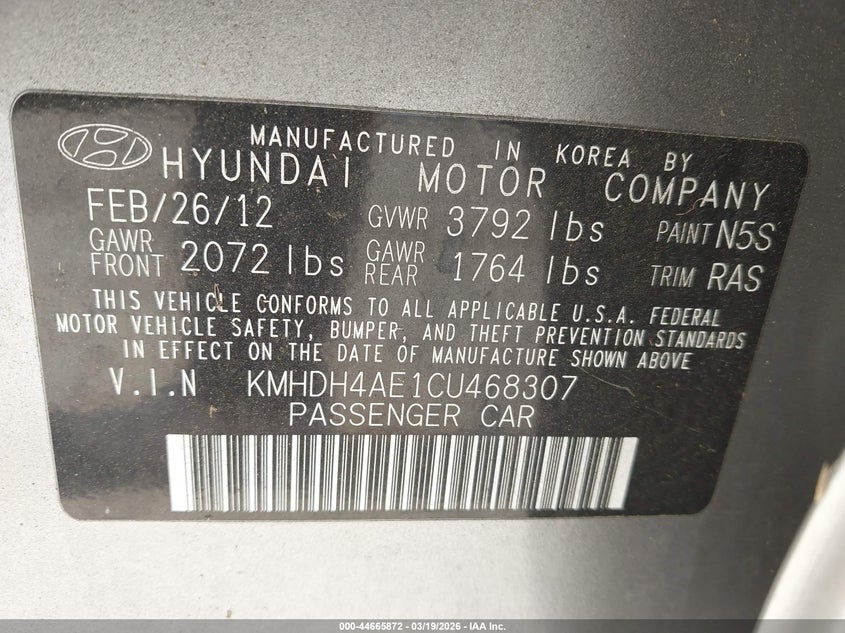 MANUFACTURED IN KOREA BY
HYUNDAI MOTOR COMPANY
FEB/26/12 GVWR 3792 lbs PAINT N5S
GAWR FRONT 2072 lbs GAWR REAR 1764 lbs TRIM RAS
THIS VEHICLE CONFORMS TO ALL APPLICABLE U.S.A. FEDERAL
MOTOR VEHICLE SAFETY, BUMPER, AND THEFT PREVENTION STANDARDS
IN EFFECT ON THE DATE OF MANUFACTURE SHOWN ABOVE
V.I.N KMHDH4AE1CU468307
PASSENGER CAR
000-44665872 - 03/19/2026 - IAA Inc.